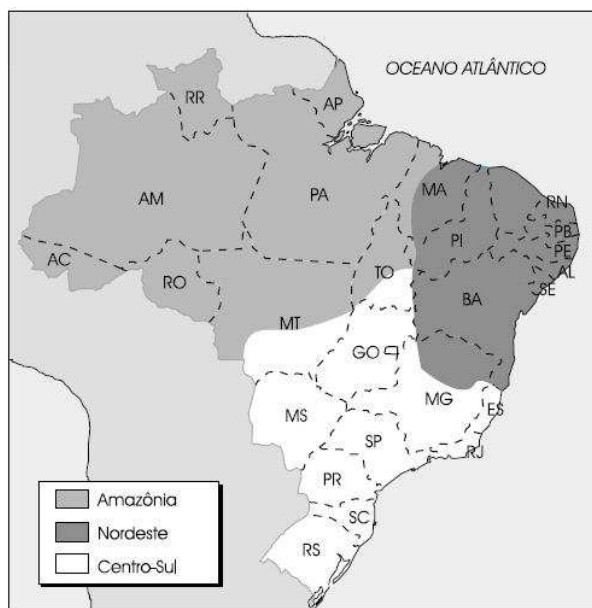 OCEANO ATLÂNTICO
RR
AP
AM
PA
MA
RN
PB
PI
PE
AC
AL
TO
RO
SE
BA
MT
GO
MG
MS
ES
SP
RJ
PR
SC
RS
Amazônia
Nordeste
Centro-Sul